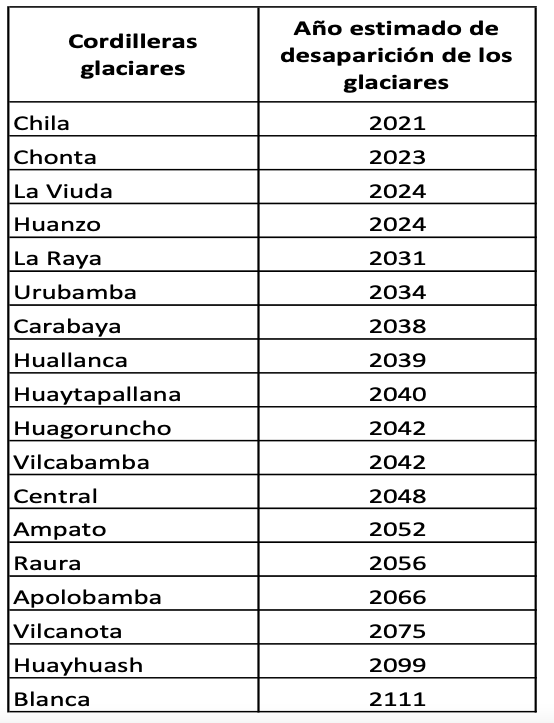 Cordilleras
glaciares
Año estimado de
desaparición de los
glaciares
Chila 2021
Chonta 2023
La Viuda 2024
Huanzo 2024
La Raya 2031
Urubamba 2034
Carabaya 2038
Huallanca 2039
Huaytapallana 2040
Huagoruncho 2042
Vilcabamba 2042
Central 2048
Ampato 2052
Raura 2056
Apolobamba 2066
Vilcanota 2075
Huayhuash 2099
Blanca 2111